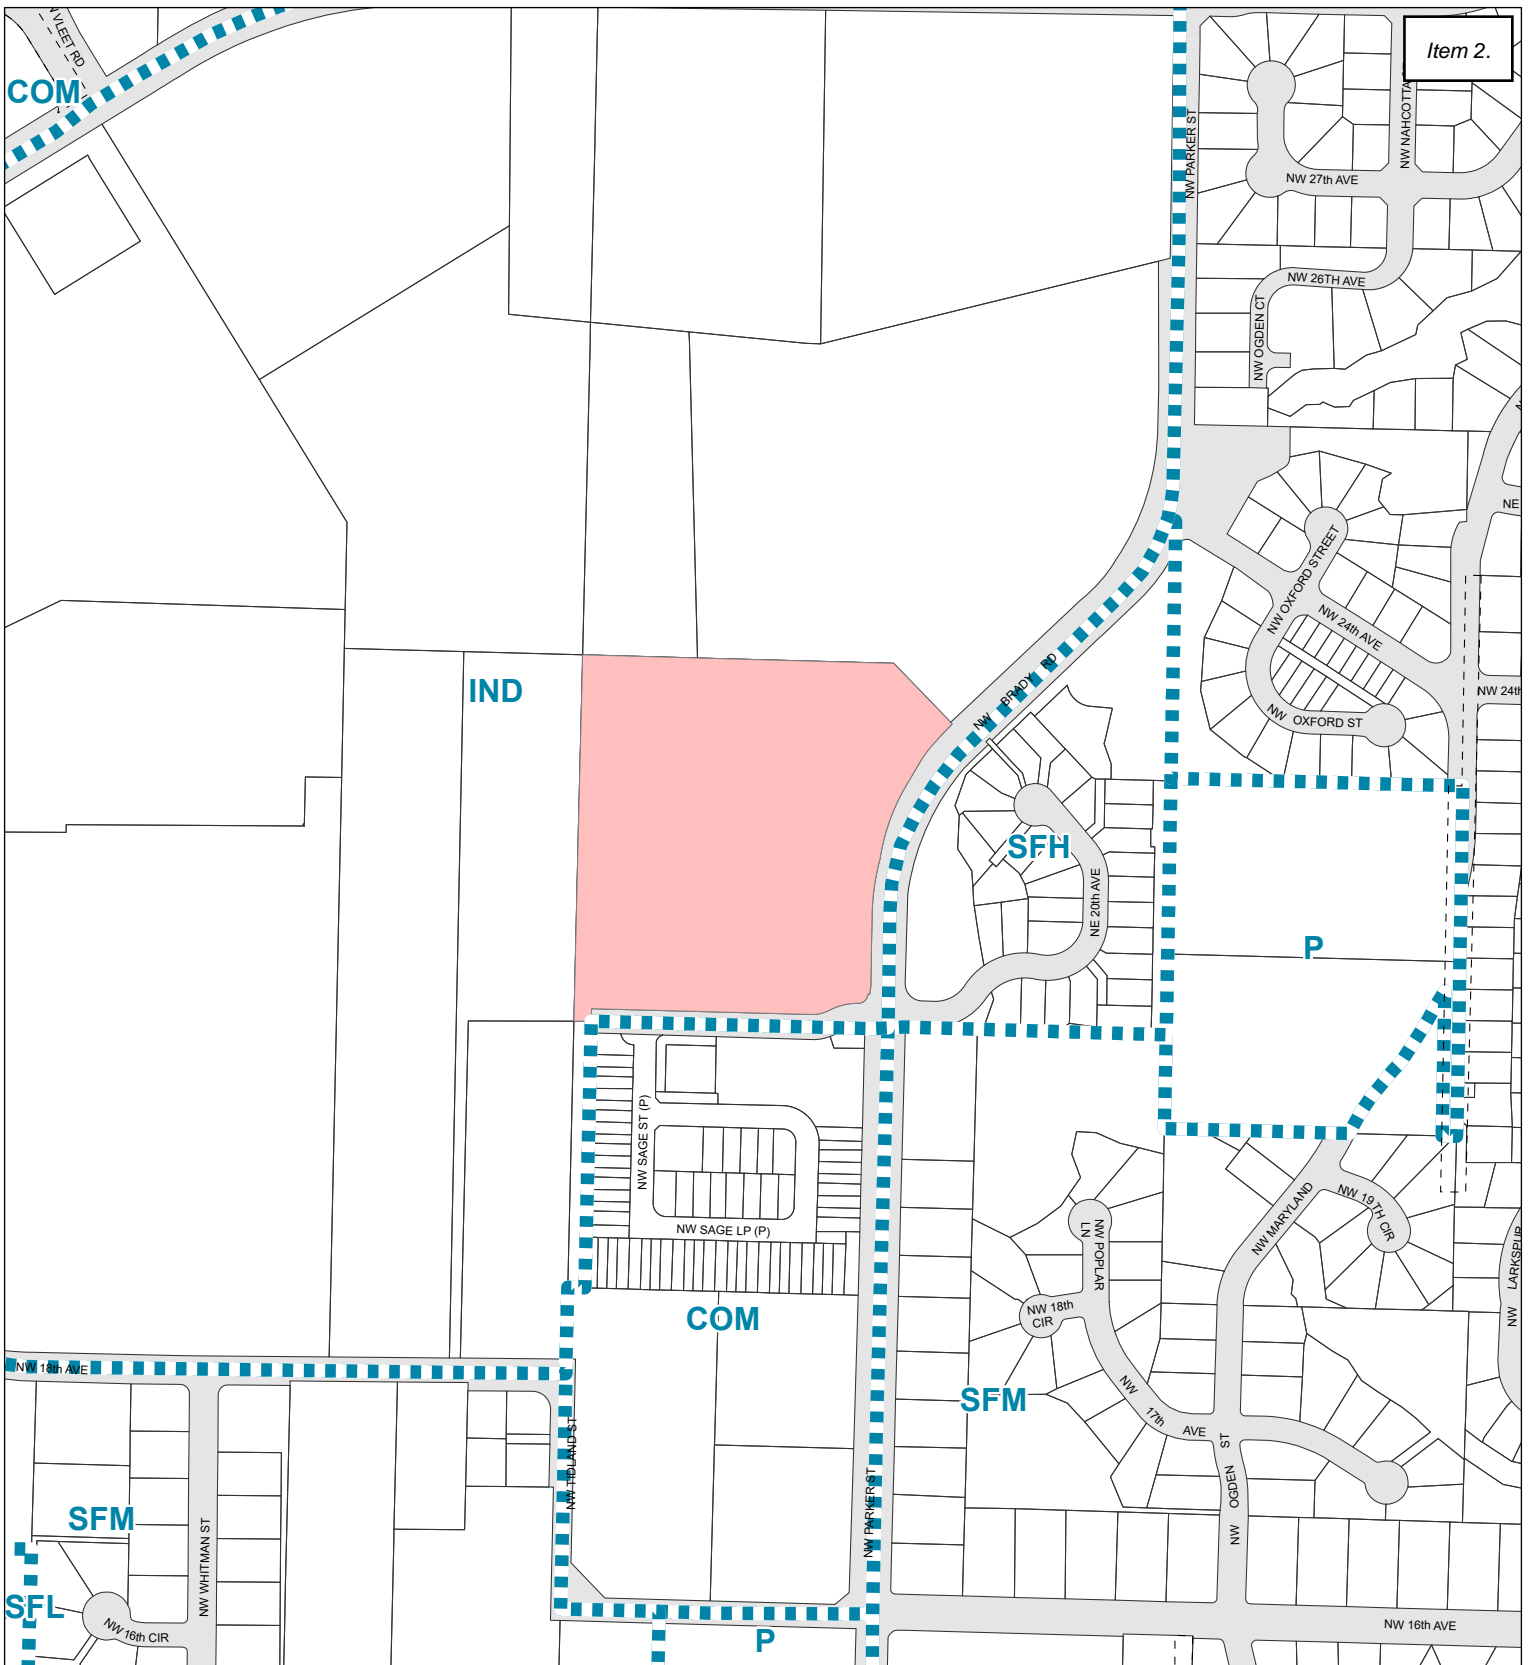 Item 2.
VLEET RD
COM
NW PARKER ST
NW NAHCOTTA
NW 27th AVE
NW 26TH AVE
NW OGDEN CT
NE
NW OXFORD STREET
NW 24th AVE
NW 24th
NW OXFORD ST
NW BRADY RD
IND
SFH
NE 20th AVE
P
NW SAGE ST (P)
NW SAGE LP (P)
NW MARYLAND
ST
NW 19TH CIR
NW POPLAR
LN
NW LARKSPUR
NW 18th
CIR
COM
NW 18th AVE
SFM
NW 17th AVE
NW TIDLAND ST
NW PARKER ST
NW OGDEN
SFM
NW WHITMAN ST
SFL
NW 16th CIR
P
NW 16th AVE